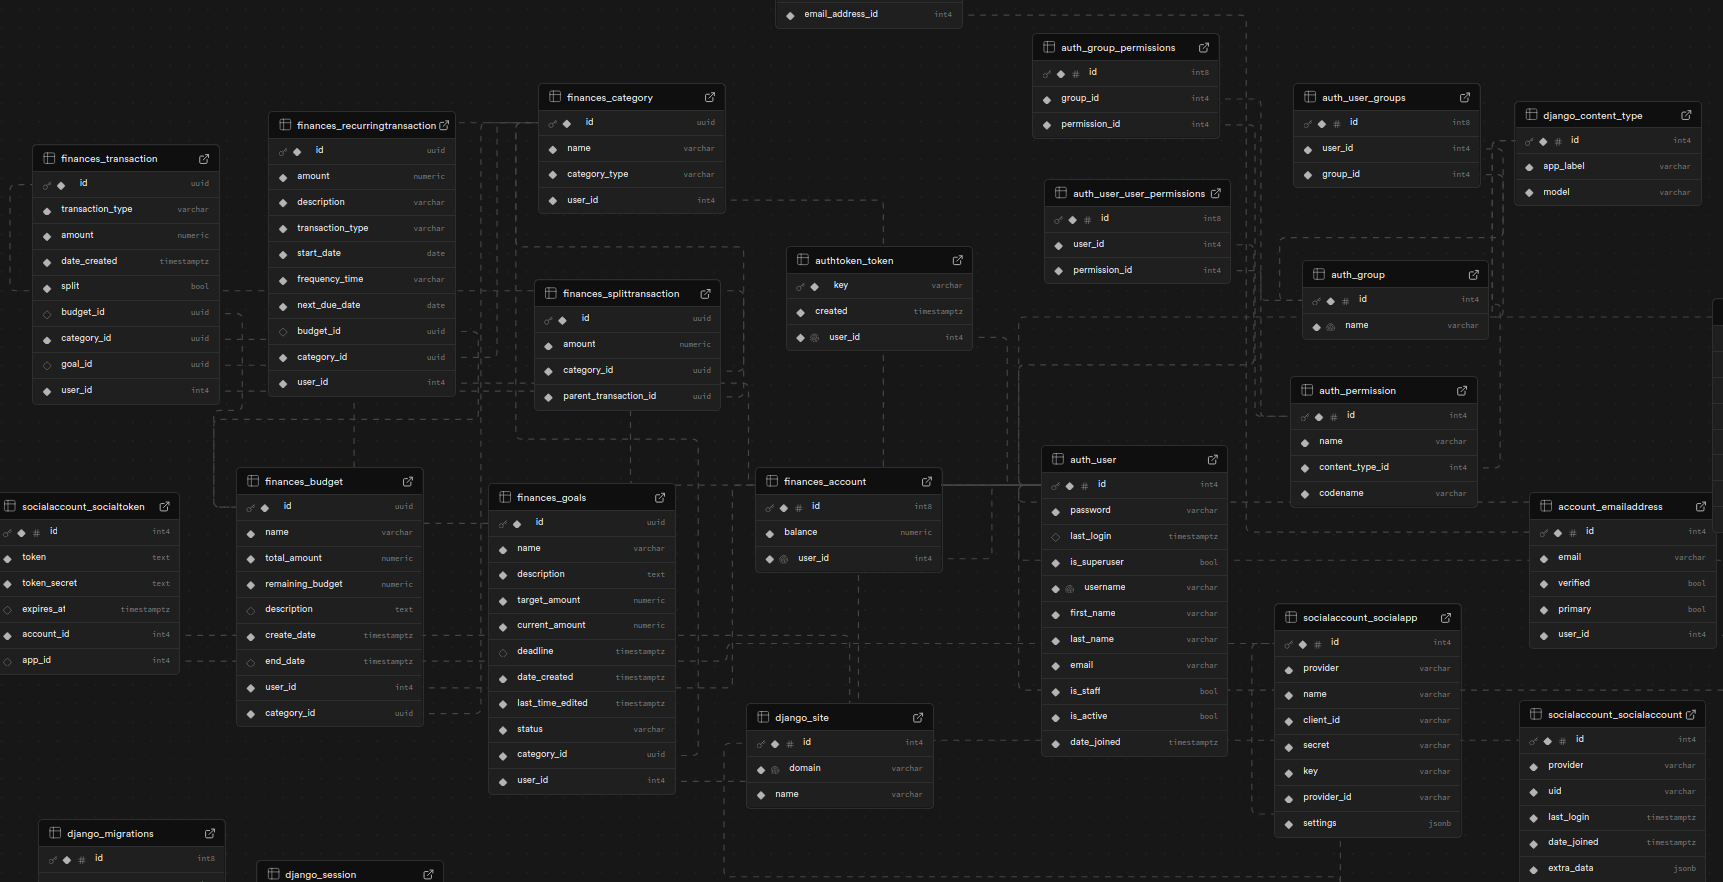 email_address_id int4
auth_group_permissions
id int8
group_id int4
permission_id int4
finances_category
id uuid
name varchar
category_type varchar
user_id int4
auth_user_groups
id int8
user_id int4
group_id int4
django_content_type
id int4
app_label varchar
model varchar
finances_recurringtransaction
id uuid
amount numeric
description varchar
transaction_type varchar
start_date date
frequency_time varchar
next_due_date date
budget_id uuid
category_id uuid
user_id int4
finances_transaction
id uuid
transaction_type varchar
amount numeric
date_created timestamptz
split bool
budget_id uuid
category_id uuid
goal_id uuid
user_id int4
auth_user_user_permissions
id int8
user_id int4
permission_id int4
authtoken_token
key varchar
created timestamptz
user_id int4
auth_group
id int4
name varchar
finances_splittransaction
id uuid
amount numeric
category_id uuid
parent_transaction_id uuid
auth_permission
id int4
name varchar
content_type_id int4
codename varchar
auth_user
id int4
password varchar
last_login timestamptz
is_superuser bool
username varchar
first_name varchar
last_name varchar
email varchar
is_staff bool
is_active bool
date_joined timestamptz
finances_budget
id uuid
name varchar
total_amount numeric
remaining_budget numeric
description text
create_date timestamptz
end_date timestamptz
user_id int4
category_id uuid
finances_account
id int8
balance numeric
user_id int4
finances_goals
id uuid
name varchar
description text
target_amount numeric
current_amount numeric
deadline timestamptz
date_created timestamptz
last_time_edited timestamptz
status varchar
category_id uuid
user_id int4
socialaccount_socialtoken
id int4
token text
token_secret text
expires_at timestamptz
account_id int4
app_id int4
account_emailaddress
id int4
email varchar
verified bool
primary bool
user_id int4
socialaccount_socialapp
id int4
provider varchar
name varchar
client_id varchar
secret varchar
key varchar
provider_id varchar
settings jsonb
django_site
id int4
domain varchar
name varchar
socialaccount_socialaccount
id int4
provider varchar
uid varchar
last_login timestamptz
date_joined timestamptz
extra_data jsonb
django_migrations
id int8
django_session